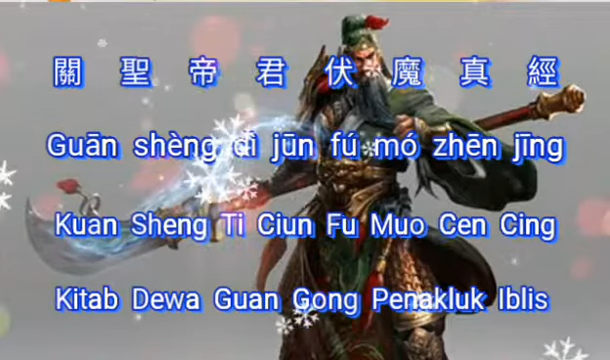 關聖帝君伏魔真經
Guān shèng dì jūn fú mó zhēn jīng
Kuan Sheng Ti Ciun Fu Muo Cen Cing
Kitab Dewa Guan Gong Penakluk Iblis